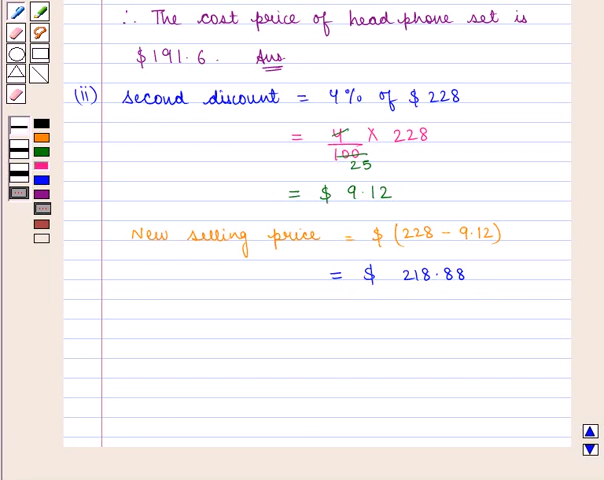 ∴ The cost price of head phone set is
$191.6. Ans
(ii) second discount = 4% of $228
= 4/100 × 228
25
= $ 9.12
New selling price = $ (228 − 9.12)
= $ 218.88